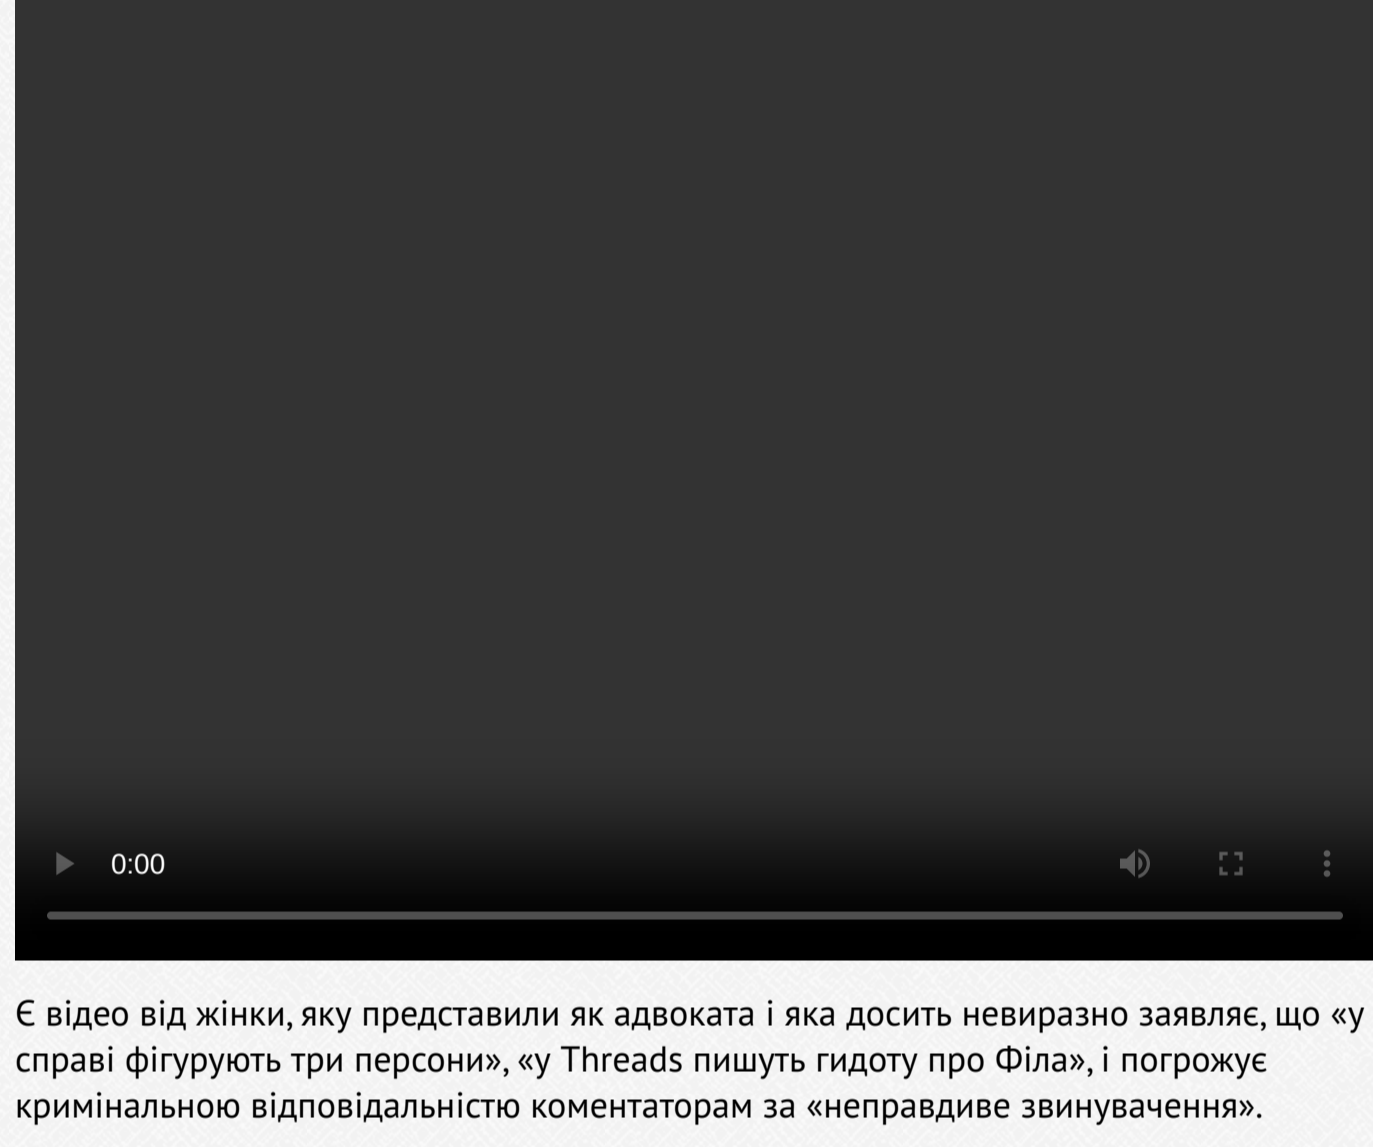 0:00
Є відео від жінки, яку представили як адвоката і яка досить невиразно заявляє, що «у
справі фігурують три персони», «у Threads пишуть гидоту про Філа», і погрожує
кримінальною відповідальністю коментаторам за «неправдиве звинувачення».